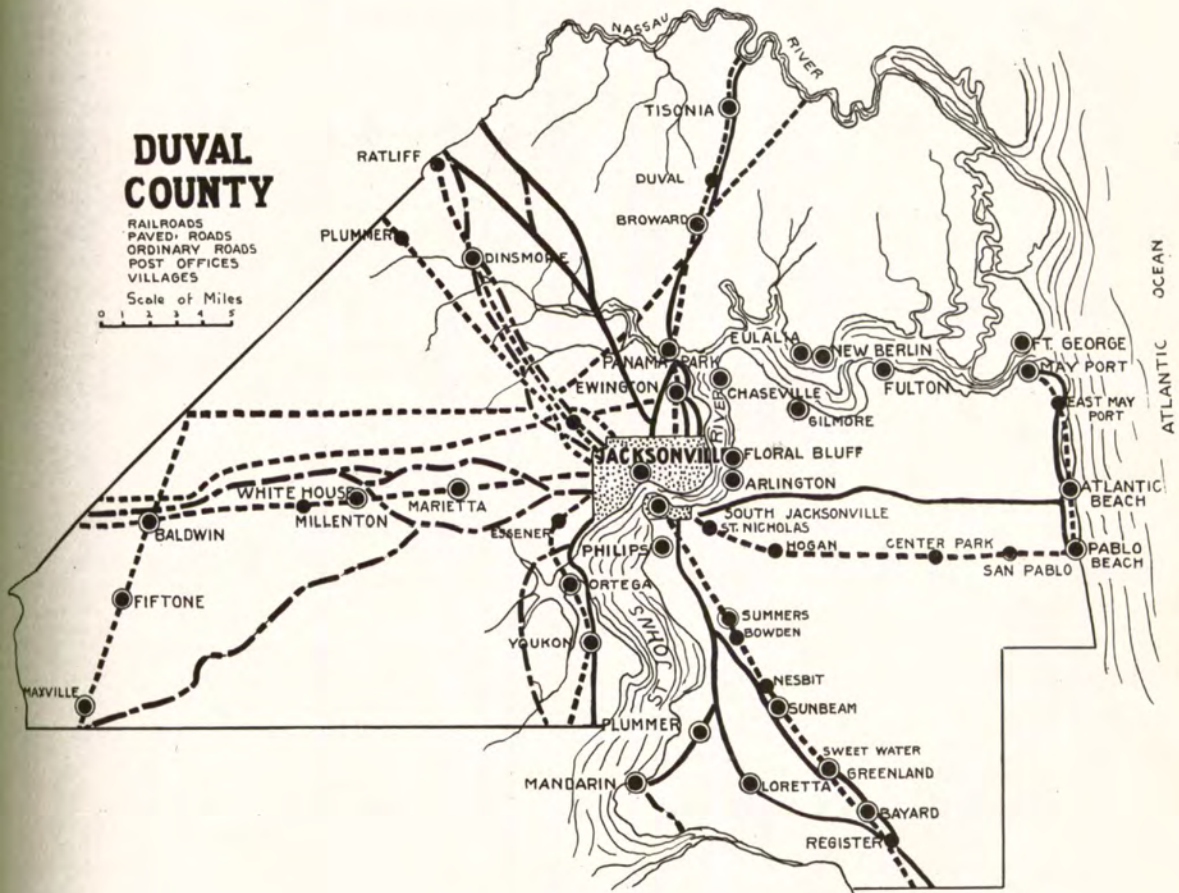 NASSAU RIVER
TISONIA
DUVAL
COUNTY
RAILROADS
PAVED. ROADS
ORDINARY ROADS
POST OFFICES
VILLAGES
Scale of Miles
0 1 2 3 4 5
RATLIFF
PLUMMER
DINSMORE
DUVAL
BROWARD
ATLANTIC OCEAN
EULALIA
NEW BERLIN
FT. GEORGE
PANAMA PARK
MAY PORT
EWINGTON
CHASEVILLE
FULTON
EAST MAY
PORT
GILMORE
RIVER
JACKSONVILLE
FLORAL BLUFF
ARLINGTON
WHITE HOUSE
MARIETTA
MILLENTON
ATLANTIC
BEACH
SOUTH JACKSONVILLE
ST. NICHOLAS
BALDWIN
ESSENER
PHILIPS
HOGAN
CENTER PARK
SAN PABLO
PABLO
BEACH
FIFTONE
ORTEGA
SUMMERS
BOWDEN
YOUKON
ST JOHNS
NESBIT
MAXVILLE
SUNBEAM
PLUMMER
SWEET WATER
GREENLAND
MANDARIN
LORETTA
BAYARD
REGISTER